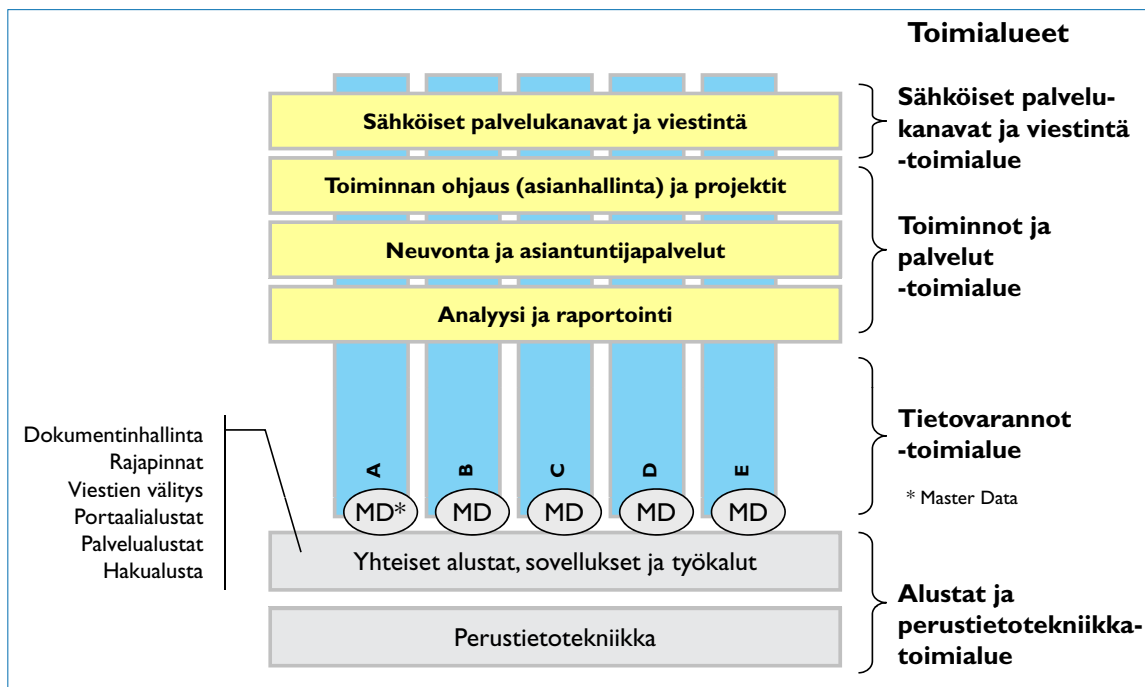 Toimialueet
Sähköiset palvelukanavat ja viestintä
Toiminnan ohjaus (asianhallinta) ja projektit
Neuvonta ja asiantuntijapalvelut
Analyysi ja raportointi
Sähköiset palvelu-
kanavat ja viestintä
-toimialue
Toiminnot ja
palvelut
-toimialue
Tietovarannot
-toimialue
* Master Data
A
B
C
D
E
MD*
MD
MD
MD
MD
Dokumentinhallinta
Rajapinnat
Viestien välitys
Portaalialustat
Palvelualustat
Hakualusta
Yhteiset alustat, sovellukset ja työkalut
Perustietotekniikka
Alustat ja
perustietotekniikka-
toimialue